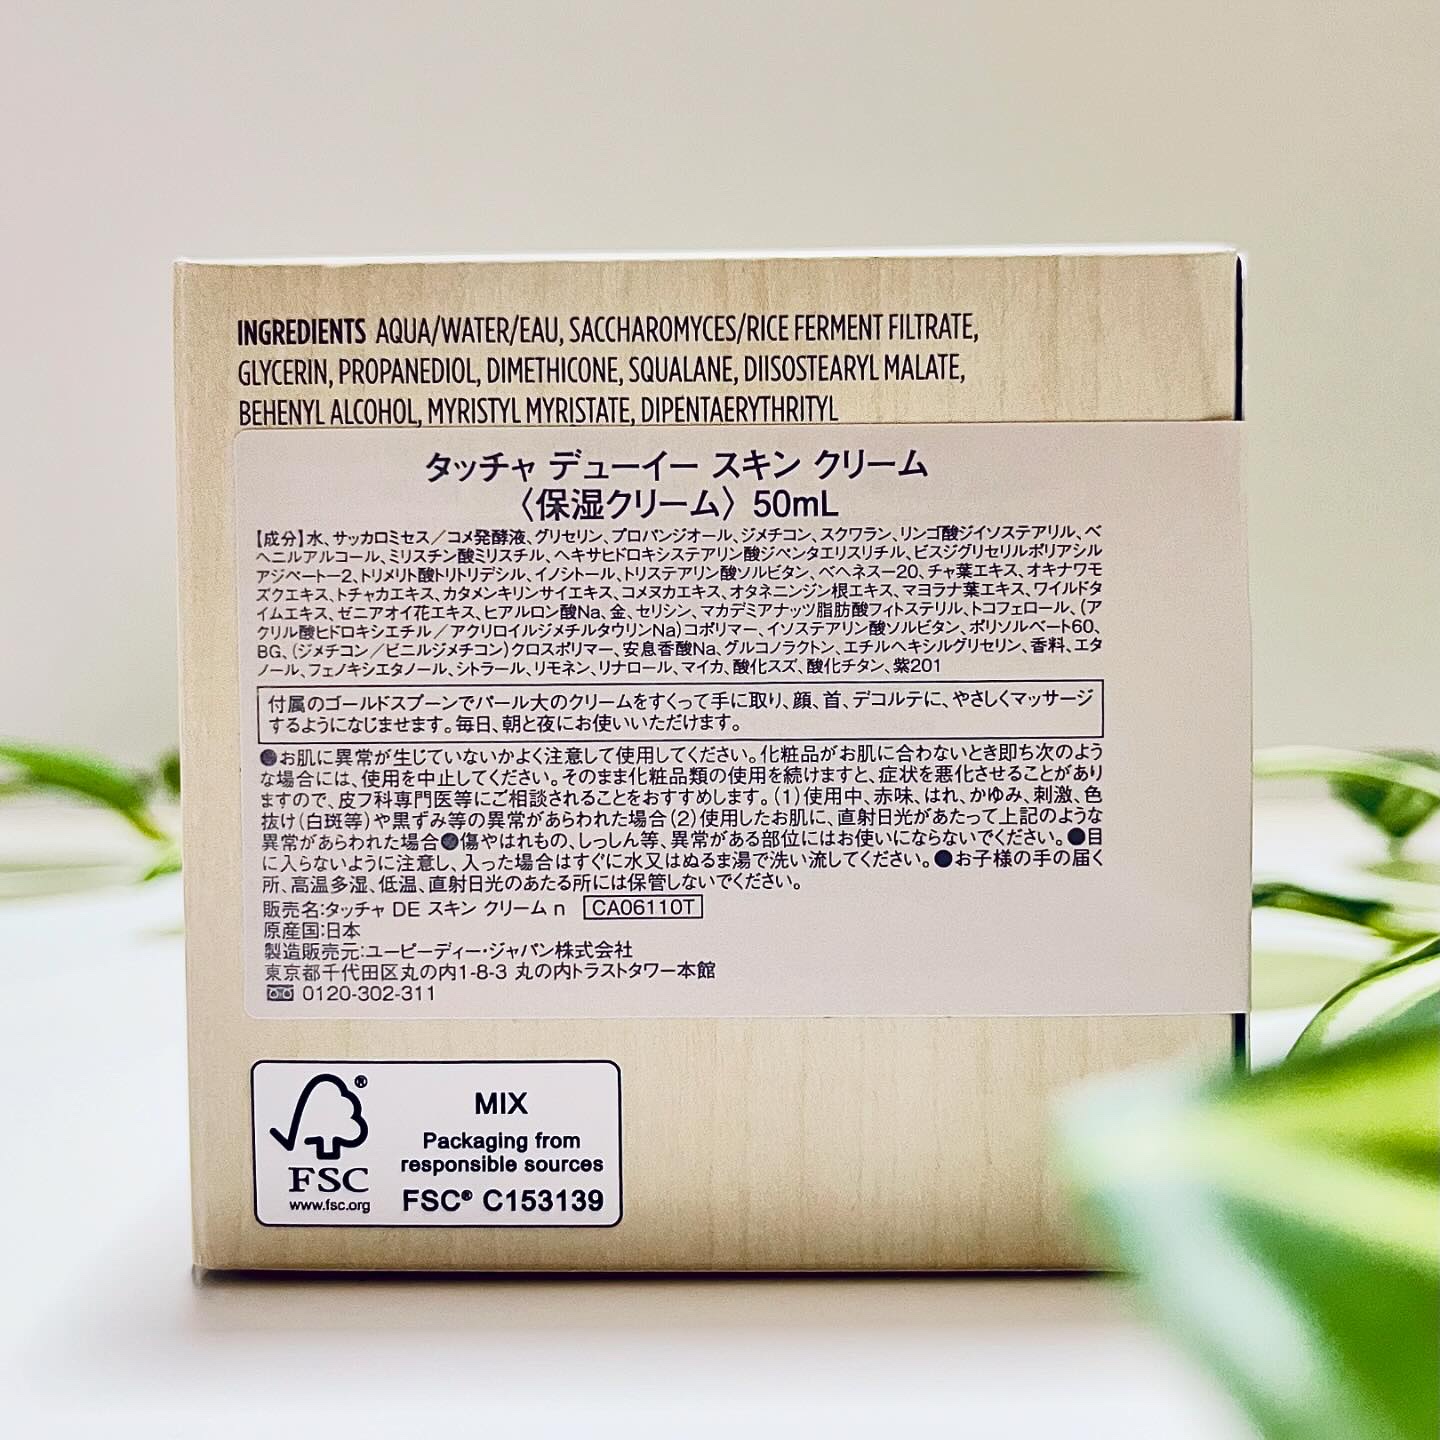 INGREDIENTS AQUA/WATER/EAU, SACCHAROMYCES/RICE FERMENT FILTRATE,
GLYCERIN, PROPANEDIOL, DIMETHICONE, SQUALANE, DIISOSTEARYL MALATE,
BEHENYL ALCOHOL, MYRISTYL MYRISTATE, DIPENTAERYTHRITYL
タッチャ デューイー スキン クリーム
〈保湿クリーム〉 50mL
【成分】水、サッカロミセス/コメ発酵液、グリセリン、プロパンジオール、ジメチコン、スクワラン、リンゴ酸ジイソステアリル、ベ
ヘニルアルコール、ミリスチン酸ミリスチル、ヘキサヒドロキシステアリン酸ジペンタエリスリチル、ビスジグリセリルポリアシル
アジペート-2、トリメリト酸トリトリデシル、イノシトール、トリステアリン酸ソルビタン、ベヘネス-20、チャ葉エキス、オキナワモ
ズクエキス、トチャカエキス、カタメンキリンサイエキス、コメヌカエキス、オタネニンジン根エキス、マヨラナ葉エキス、ワイルドタ
イムエキス、ゼニアオイ花エキス、ヒアルロン酸Na、金、セリシン、マカデミアナッツ脂肪酸フィトステリル、トコフェロール、(ア
クリル酸ヒドロキシエチル/アクリロイルジメチルタウリンNa)コポリマー、イソステアリン酸ソルビタン、ポリソルベート60、
BG、(ジメチコン/ビニルジメチコン)クロスポリマー、安息香酸Na、グルコノラクトン、エチルヘキシルグリセリン、香料、エタ
ノール、フェノキシエタノール、シトラール、リモネン、リナロール、マイカ、酸化スズ、酸化チタン、紫201
付属のゴールドスプーンでパール大のクリームをすくって手に取り、顔、首、デコルテに、やさしくマッサージ
するようになじませます。毎日、朝と夜にお使いいただけます。
●お肌に異常が生じていないかよく注意して使用してください。化粧品がお肌に合わないとき即ち次のよう
な場合には、使用を中止してください。そのまま化粧品類の使用を続けますと、症状を悪化させることがあり
ますので、皮フ科専門医等にご相談されることをおすすめします。(1)使用中、赤味、はれ、かゆみ、刺激、色
抜け(白斑等)や黒ずみ等の異常があらわれた場合(2)使用したお肌に、直射日光があたって上記のような
異常があらわれた場合●傷やはれもの、しっしん等、異常がある部位にはお使いにならないでください。●目
に入らないように注意し、入った場合はすぐに水又はぬるま湯で洗い流してください。●お子様の手の届く
所、高温多湿、低温、直射日光のあたる所には保管しないでください。
販売名:タッチャ DE スキン クリーム n CA06110T
原産国:日本
製造販売元:ユーピーディー・ジャパン株式会社
東京都千代田区丸の内1-8-3 丸の内トラストタワー本館
0120-302-311
®
MIX
Packaging from
responsible sources
FSC
www.fsc.org
FSC® C153139